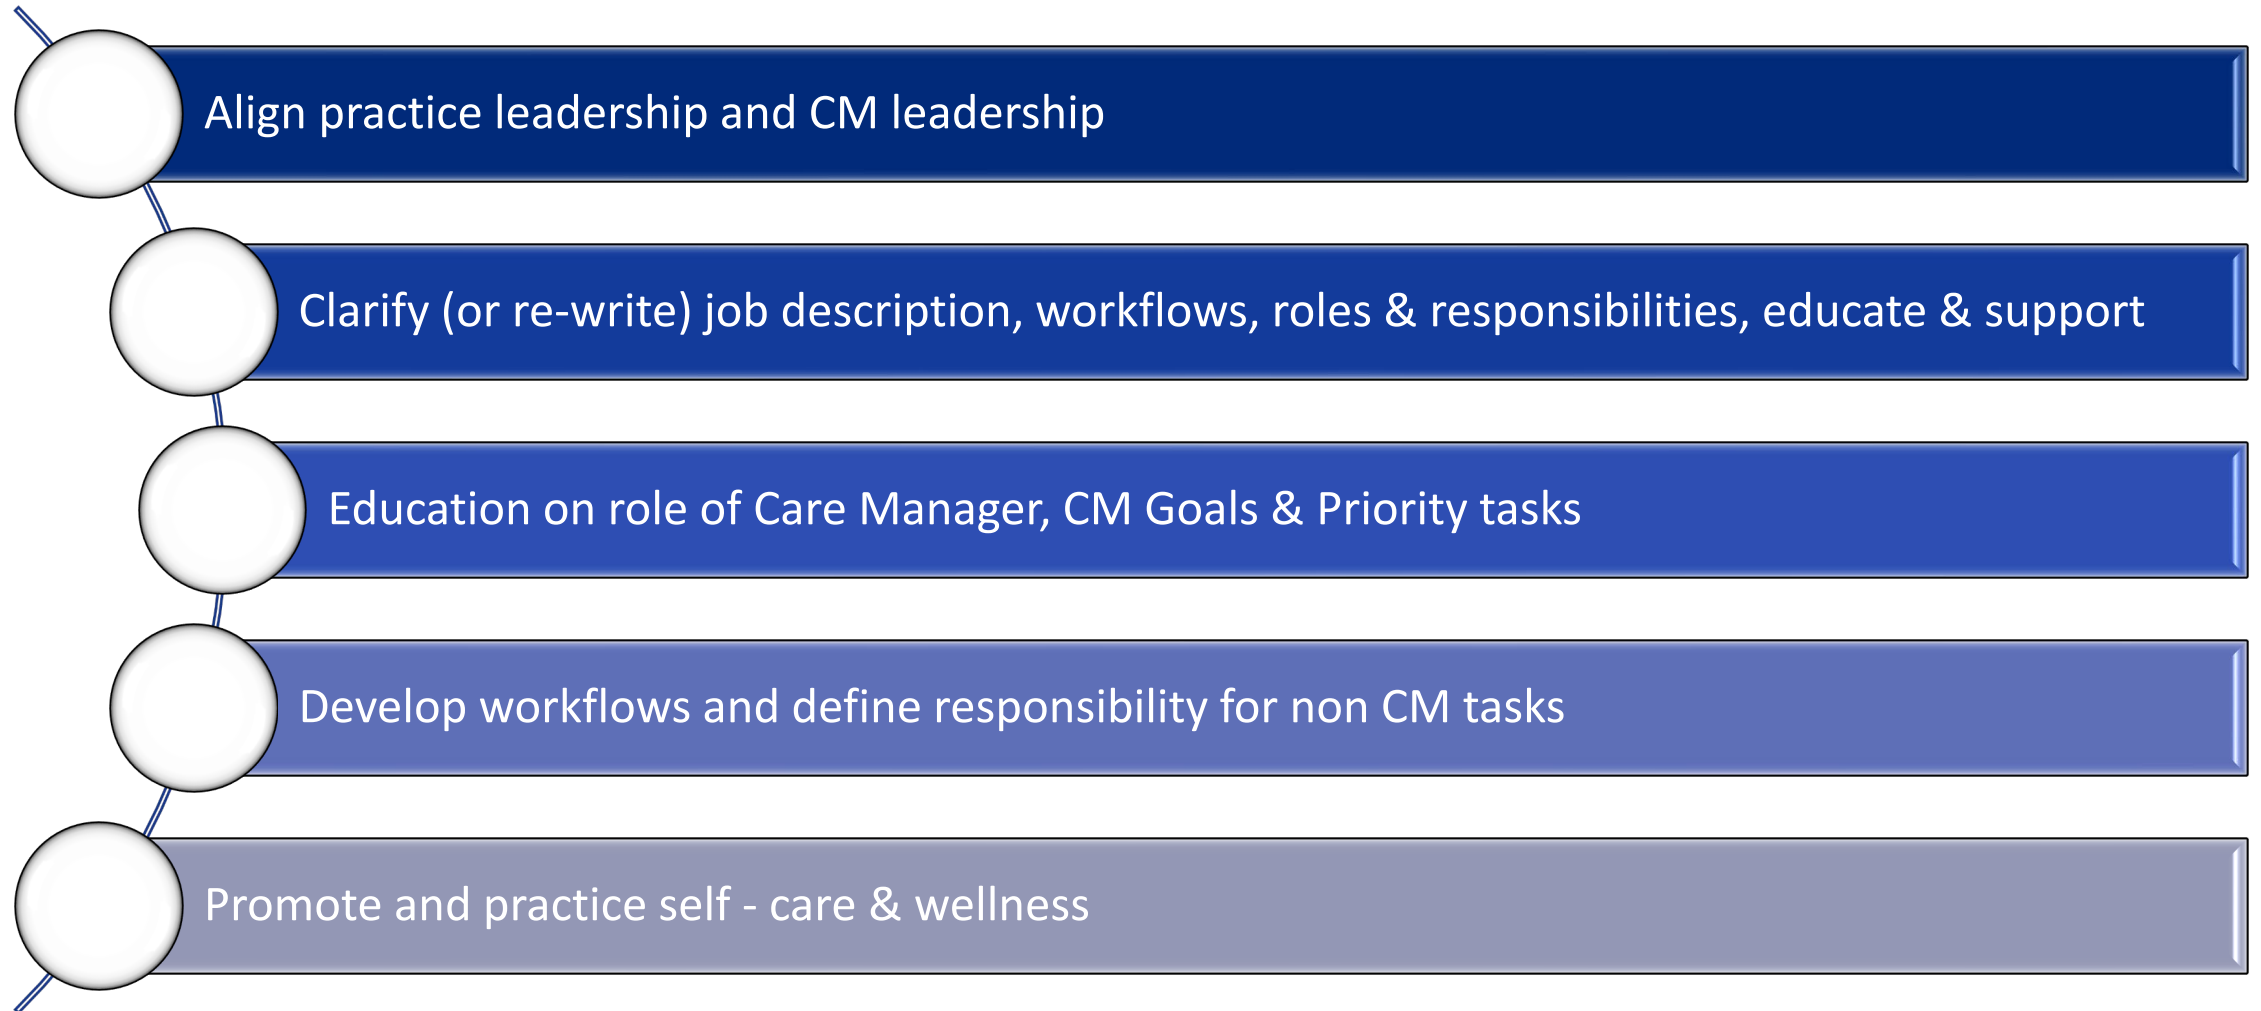 Align practice leadership and CM leadership
Clarify (or re-write) job description, workflows, roles & responsibilities, educate & support
Education on role of Care Manager, CM Goals & Priority tasks
Develop workflows and define responsibility for non CM tasks
Promote and practice self - care & wellness